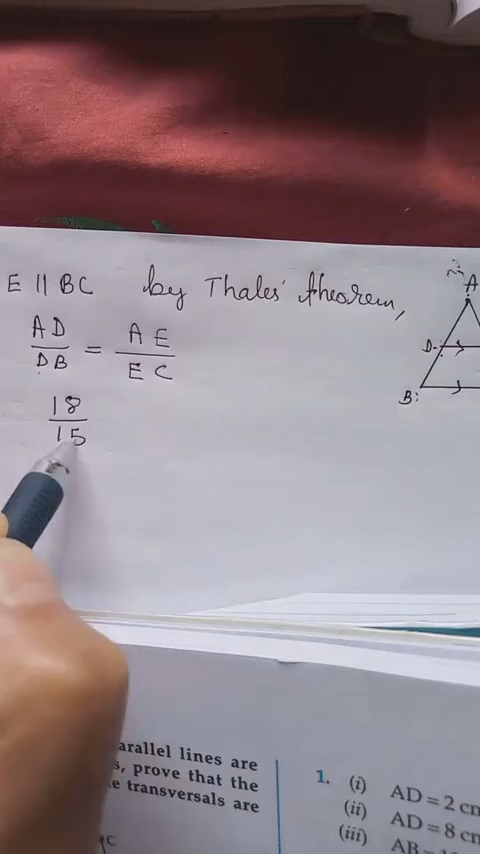 E || BC by Thales' theorem,
AD/DB = AE/EC
18/15
A
D
B
arallel lines are
s, prove that the
e transversals are
C
1. (i) AD = 2 cm
(ii) AD = 8 cm
(iii) AB =